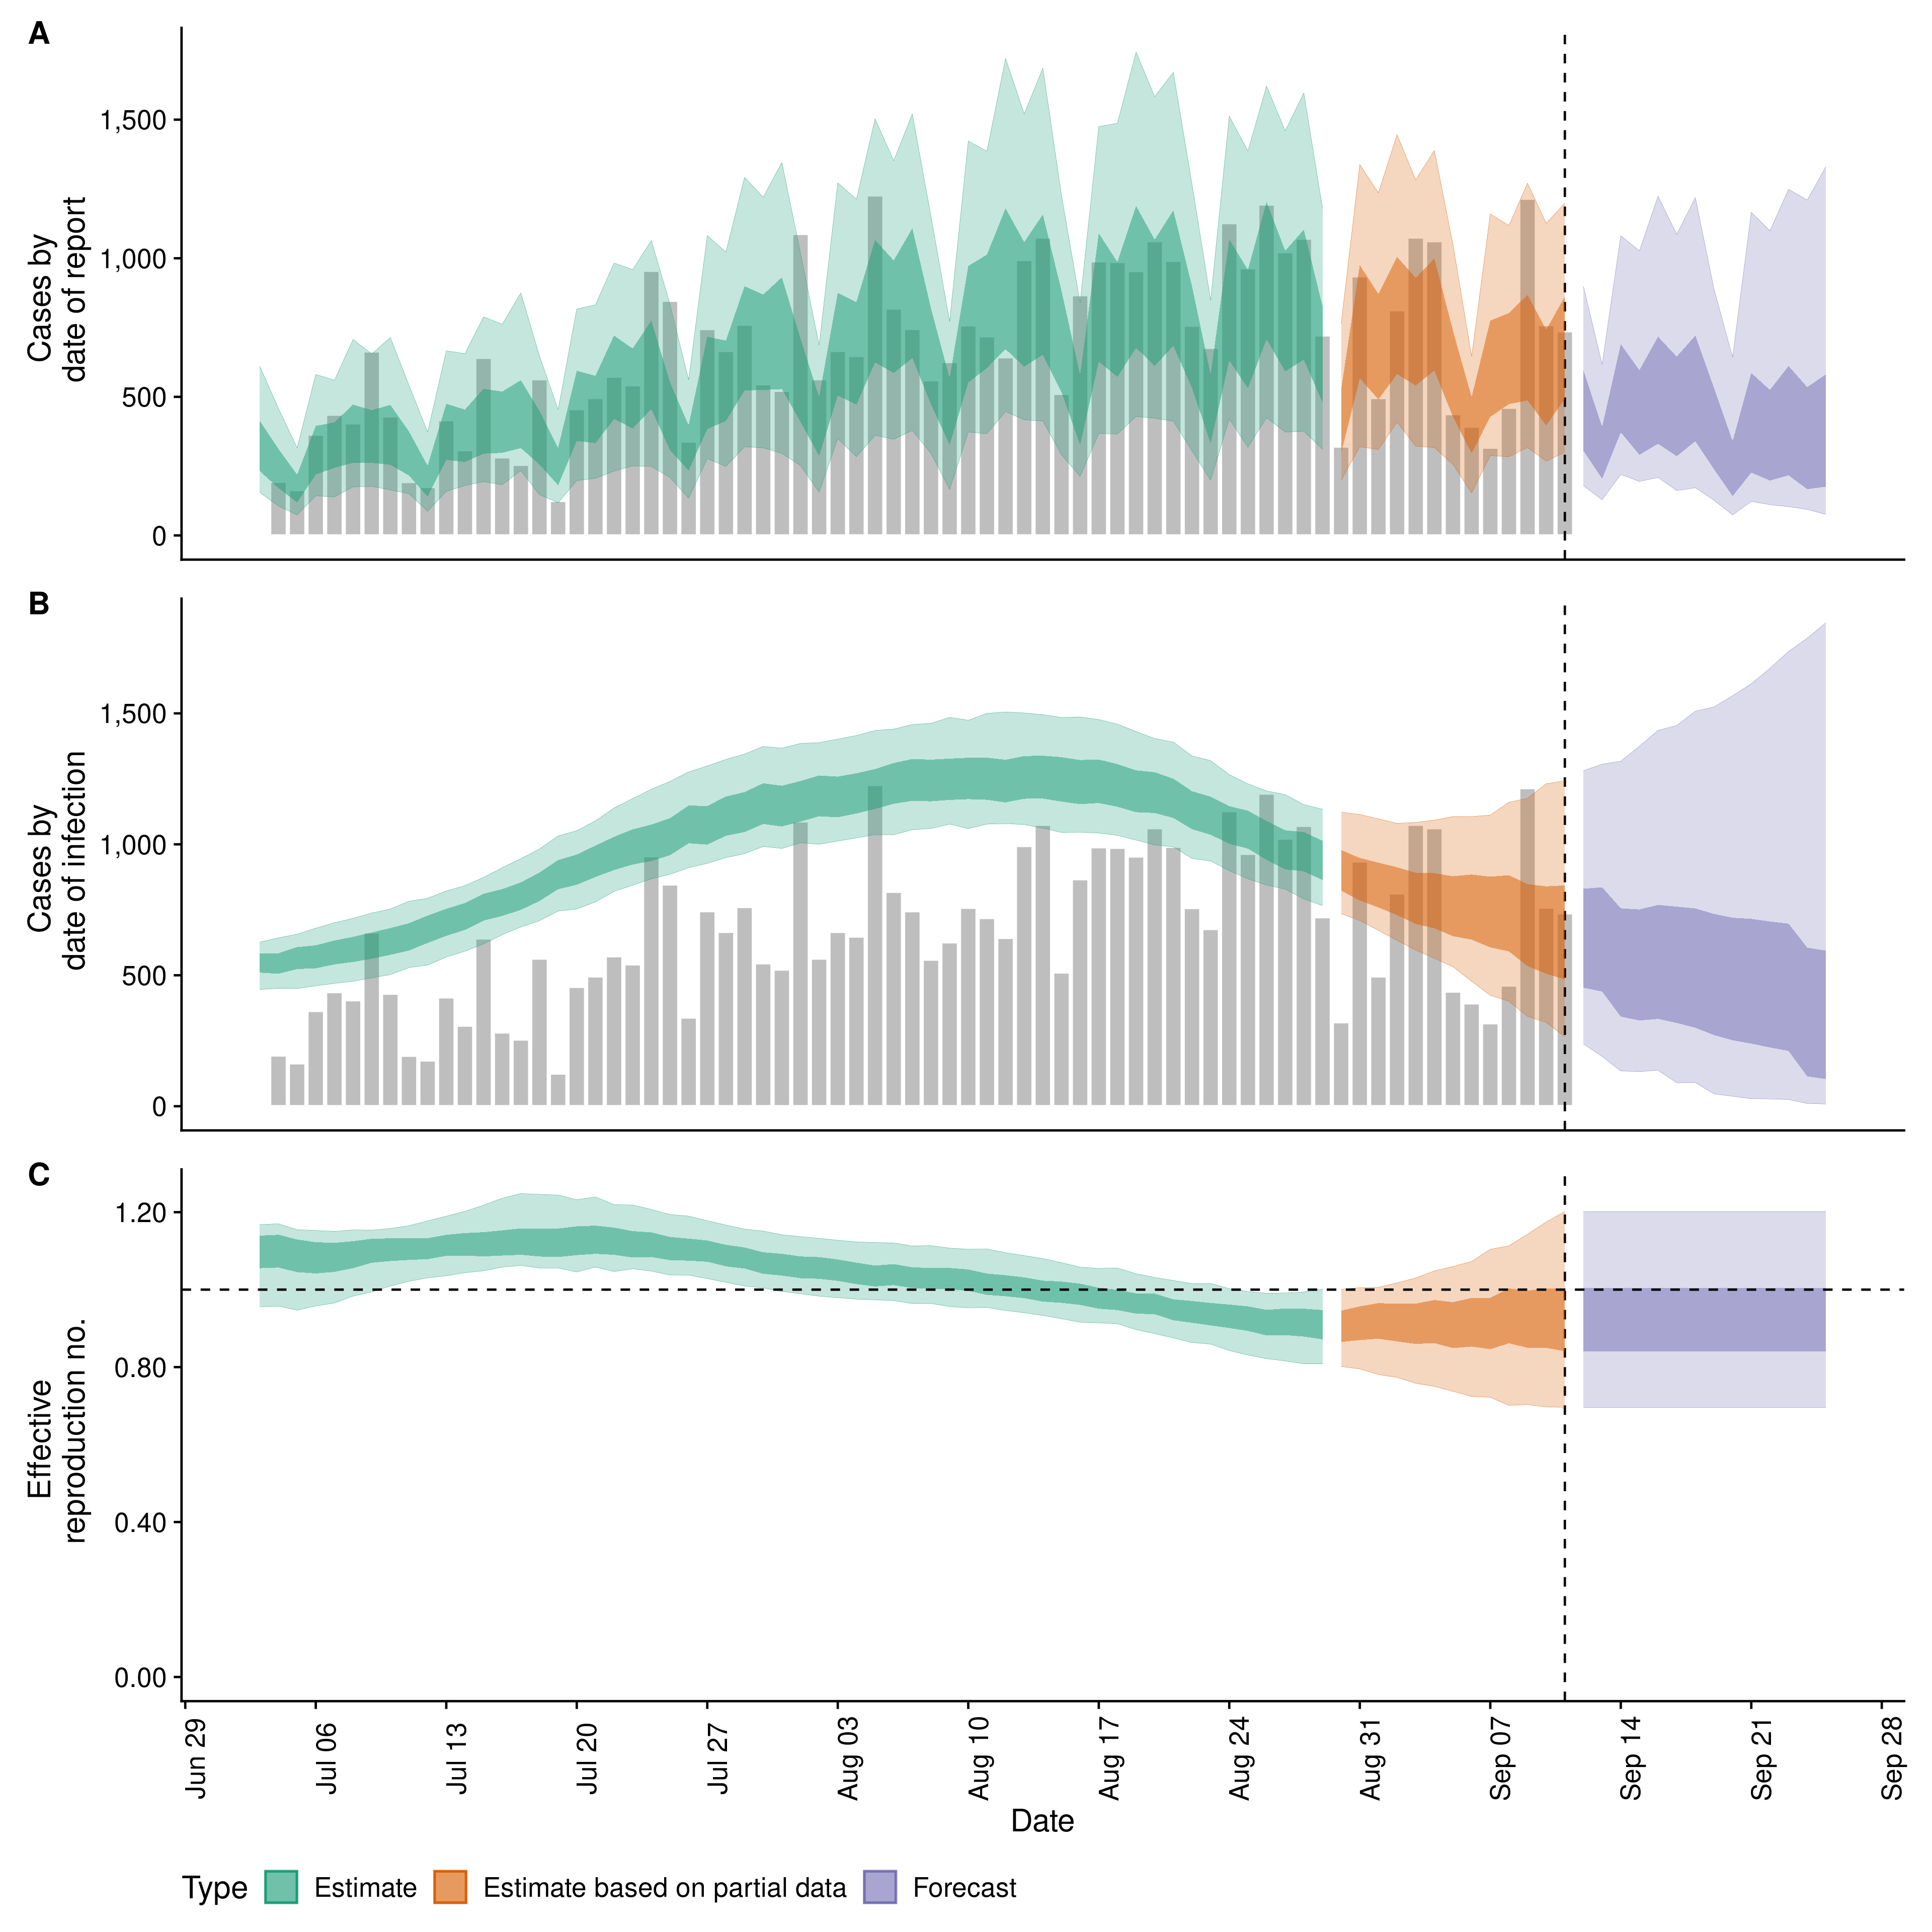 A
1,500
1,000
500
0
Cases by
date of report
B
1,500
1,000
500
0
Cases by
date of infection
C
1.20
0.80
0.40
0.00
Effective
reproduction no.
Jun 29
Jul 06
Jul 13
Jul 20
Jul 27
Aug 03
Aug 10
Aug 17
Aug 24
Aug 31
Sep 07
Sep 14
Sep 21
Sep 28
Date
Type
Estimate
Estimate based on partial data
Forecast